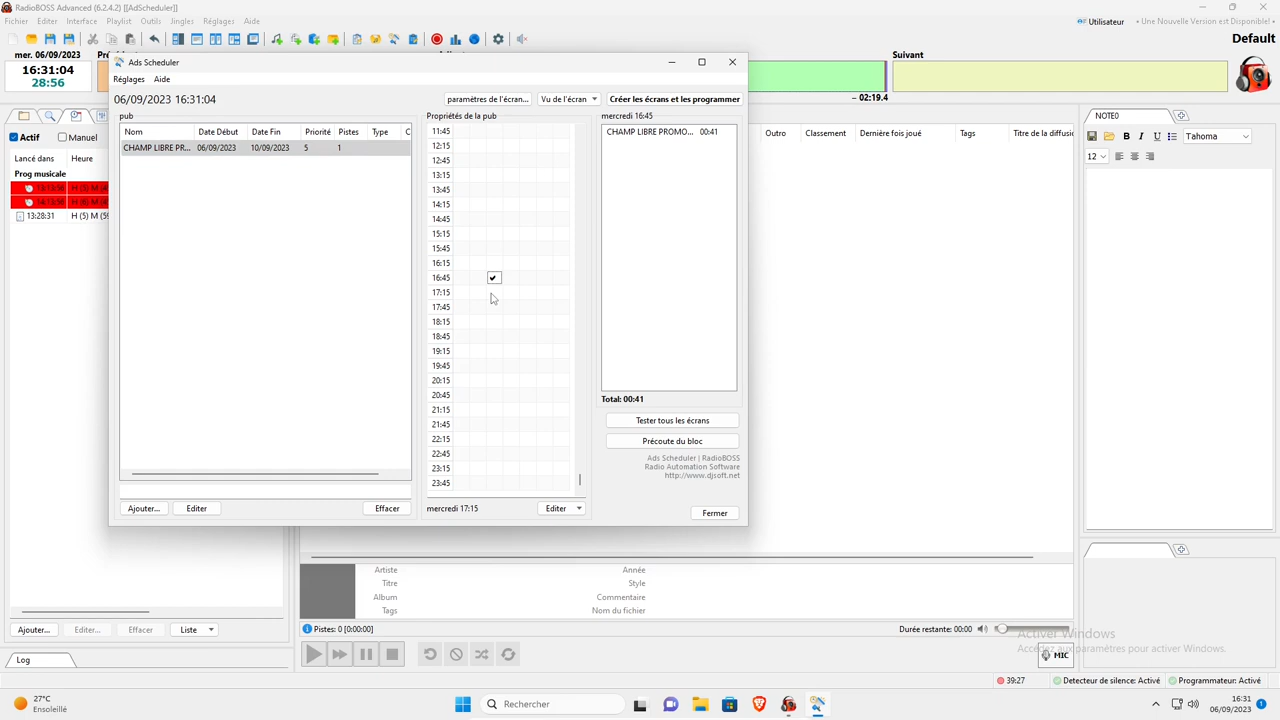 RadioBOSS Advanced (6.2.4.2) [[AdScheduler)]
Fichier Editer Interface Playlist Outils Jingles Réglages Aide
Utilisateur
• Une Nouvelle Version est Disponible! •
Default
mer. 06/09/2023
16:31:04
28:56
Suivant
-- 02:19.4
Actif Manuel
Lancé dans Heure
Prog musicale
13:13:56
14:13:56
13:28:31
Ajouter... Editer... Effacer Liste
Log
Ads Scheduler
Réglages Aide
06/09/2023 16:31:04
paramètres de l'écran... Vu de l'écran Créer les écrans et les programmer
pub
Nom Date Début Date Fin Priorité Pistes Type C
CHAMP LIBRE PR... 06/09/2023 10/09/2023 5 1
Ajouter... Editer Effacer
Propriétés de la pub
11:45
12:15
12:45
13:15
13:45
14:15
14:45
15:15
15:45
16:15
16:45
17:15
17:45
18:15
18:45
19:15
19:45
20:15
20:45
21:15
21:45
22:15
22:45
23:15
23:45
mercredi 17:15 Editer
mercredi 16:45
CHAMP LIBRE PROMO... 00:41
Total: 00:41
Tester tous les écrans
Précoute du bloc
Ads Scheduler | RadioBOSS
Radio Automation Software
http://www.djsoft.net
Fermer
Outro Classement Dernière fois joué Tags Titre de la diffusi
Artiste Année
Titre Style
Album Commentaire
Tags Nom du fichier
Pistes: 0 [0:00:00]
Durée restante: 00:00
NOTE0
B I U Tahoma
12
Activer Windows
Accédez aux paramètres pour activer Windows.
MIC
39:27 Detecteur de silence: Activé Programmateur: Activé
27°C
Ensoleillé
Rechercher
16:31
06/09/2023